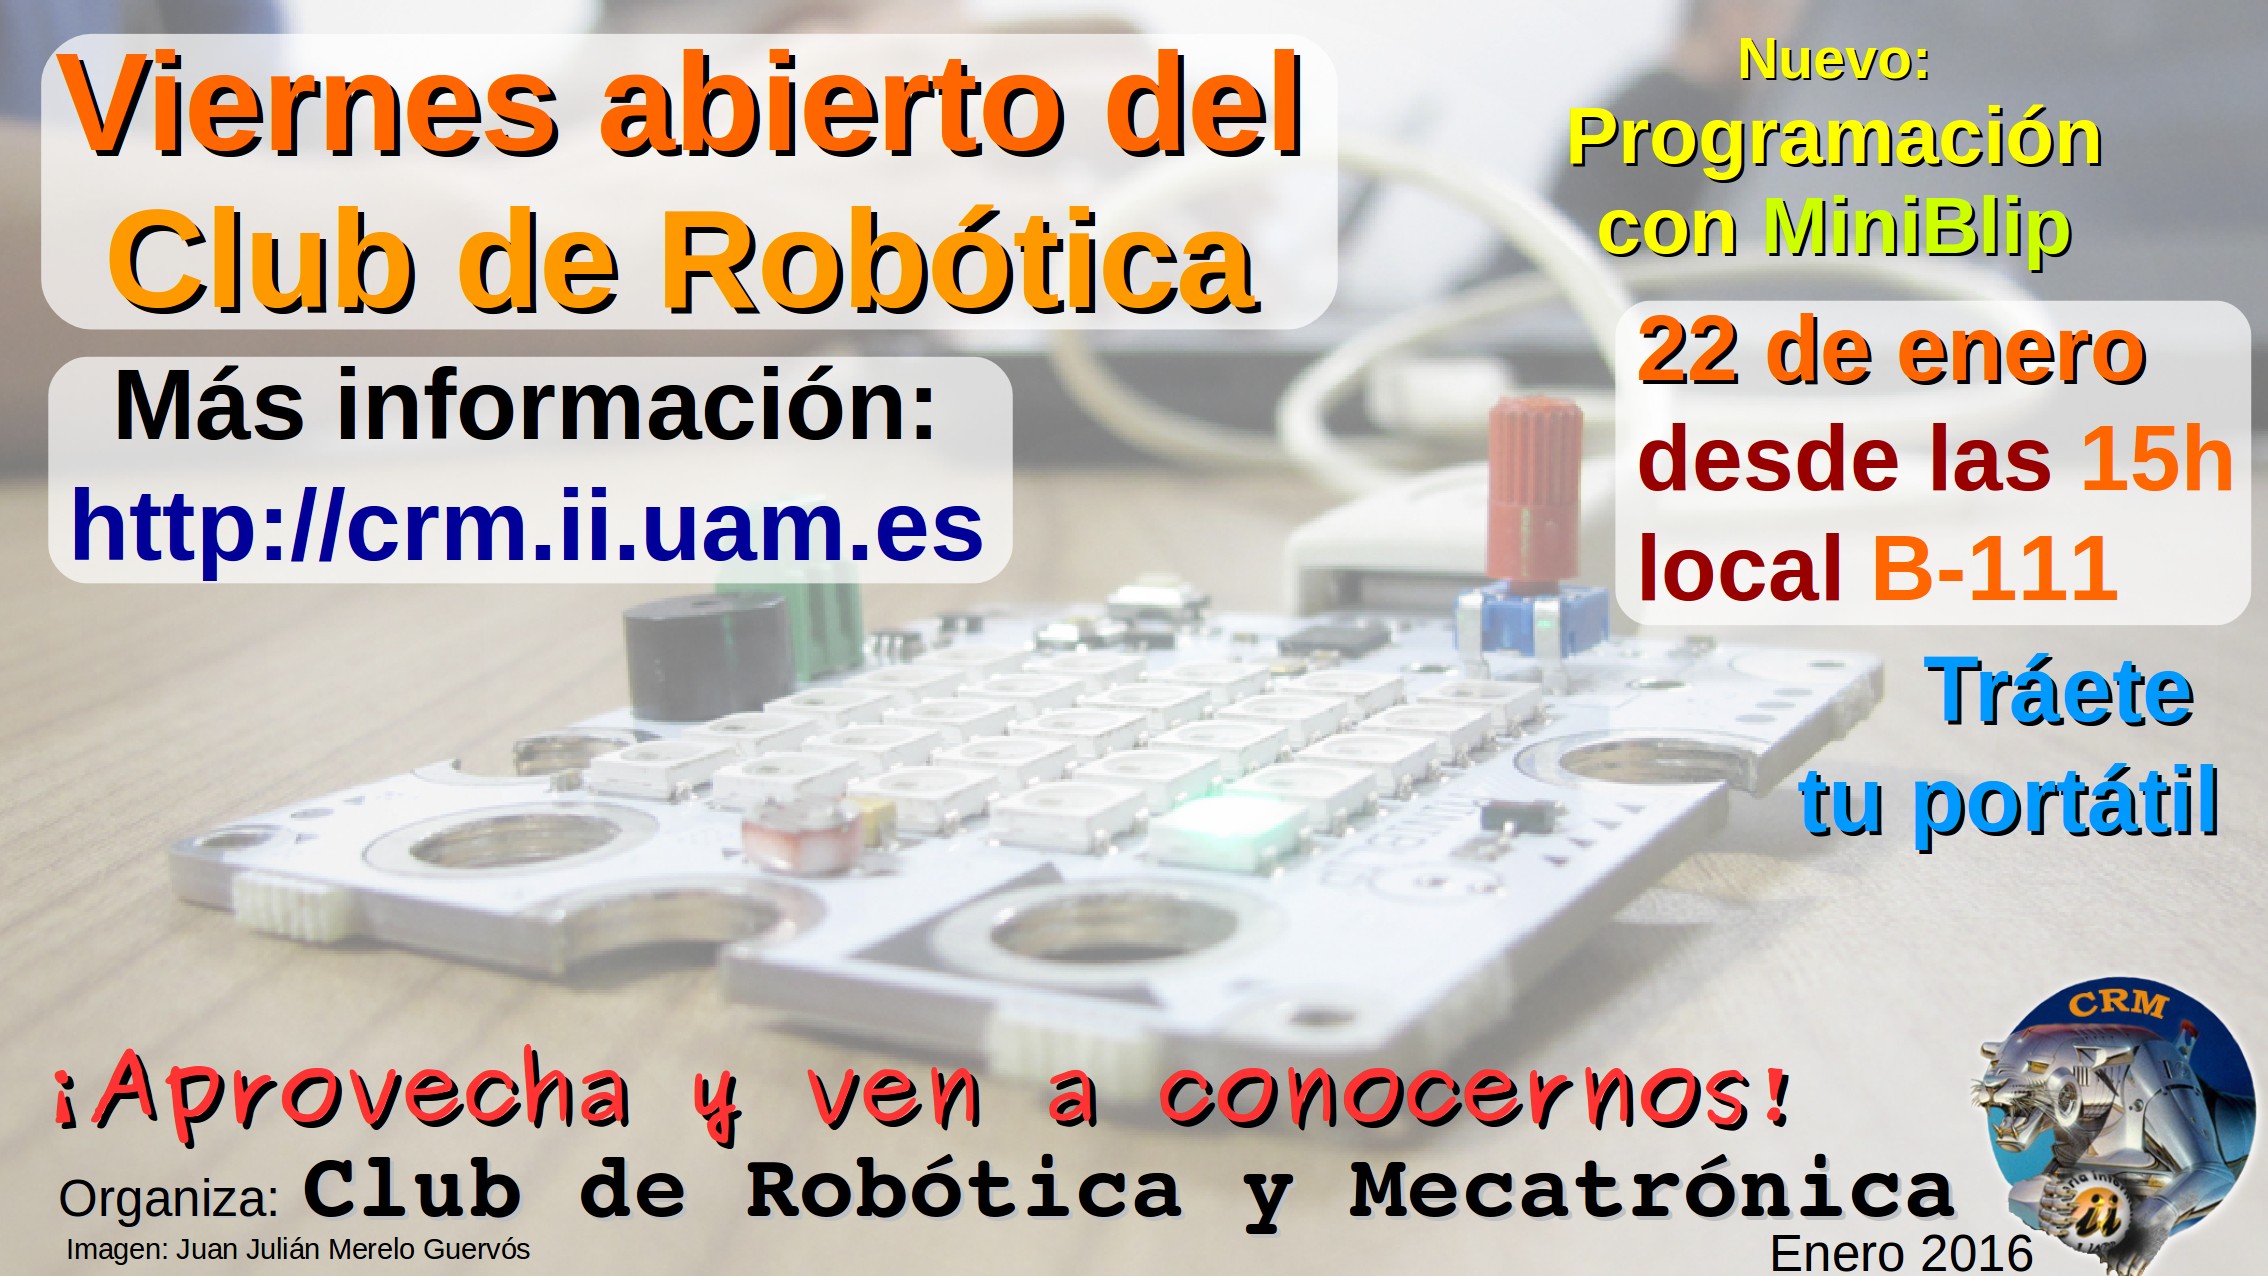 Viernes abierto del
Club de Robótica
Más información:
http://crm.ii.uam.es
Nuevo:
Programación
con MiniBlip
22 de enero
desde las 15h
local B-111
Tráete
tu portátil
¡Aprovecha y ven a conocernos!
Organiza: Club de Robótica y Mecatrónica
Imagen: Juan Julián Merelo Guervós
Enero 2016
CRM
ii